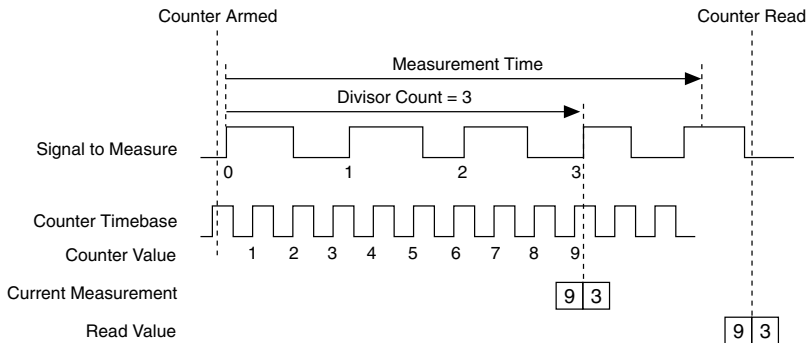 Counter Armed
Counter Read
Measurement Time
Divisor Count = 3
Signal to Measure
0 1 2 3
Counter Timebase
Counter Value 1 2 3 4 5 6 7 8 9
Current Measurement 9 3
Read Value 9 3